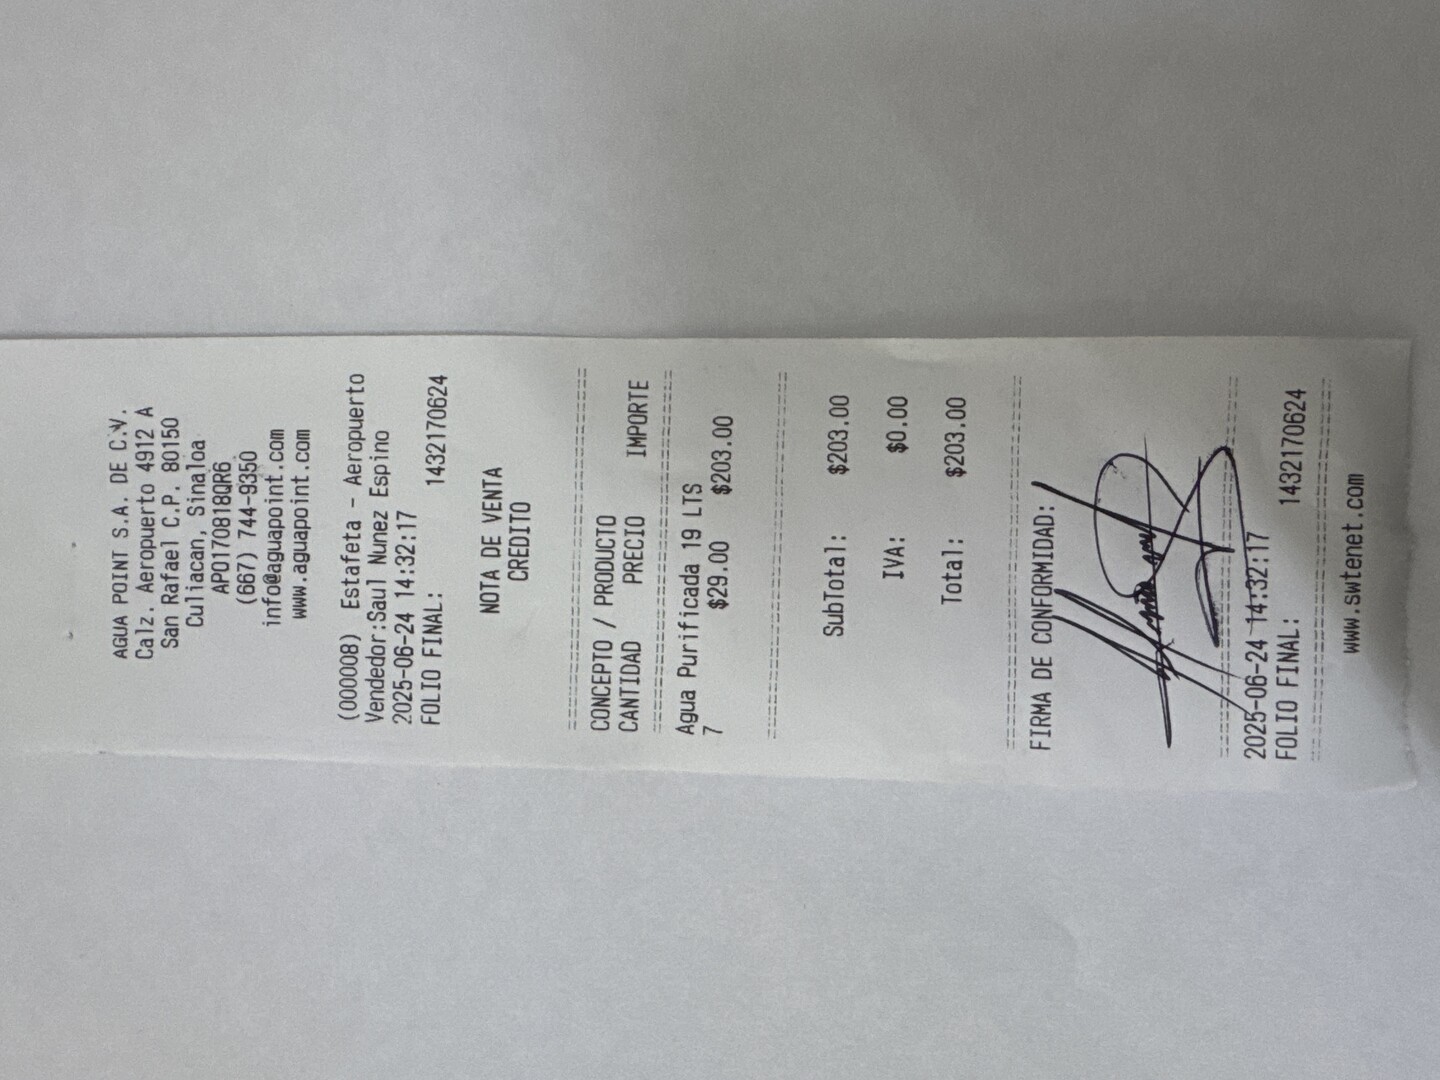 AGUA POINT S.A. DE C.V.
Calz. Aeropuerto 4912 A
San Rafael C.P. 80150
Culiacan, Sinaloa
APO170818QR6
(667) 744-9350
info@aguapoint.com
www.aguapoint.com
(000008) Estafeta - Aeropuerto
Vendedor:Saul Nunez Espino
2025-06-24 14:32:17
FOLIO FINAL: 1432170624
NOTA DE VENTA
CREDITO
CONCEPTO / PRODUCTO
CANTIDAD PRECIO IMPORTE
Agua Purificada 19 LTS
7 $29.00 $203.00
SubTotal: $203.00
IVA: $0.00
Total: $203.00
FIRMA DE CONFORMIDAD:
2025-06-24 14:32:17
FOLIO FINAL: 1432170624
www.swtenet.com